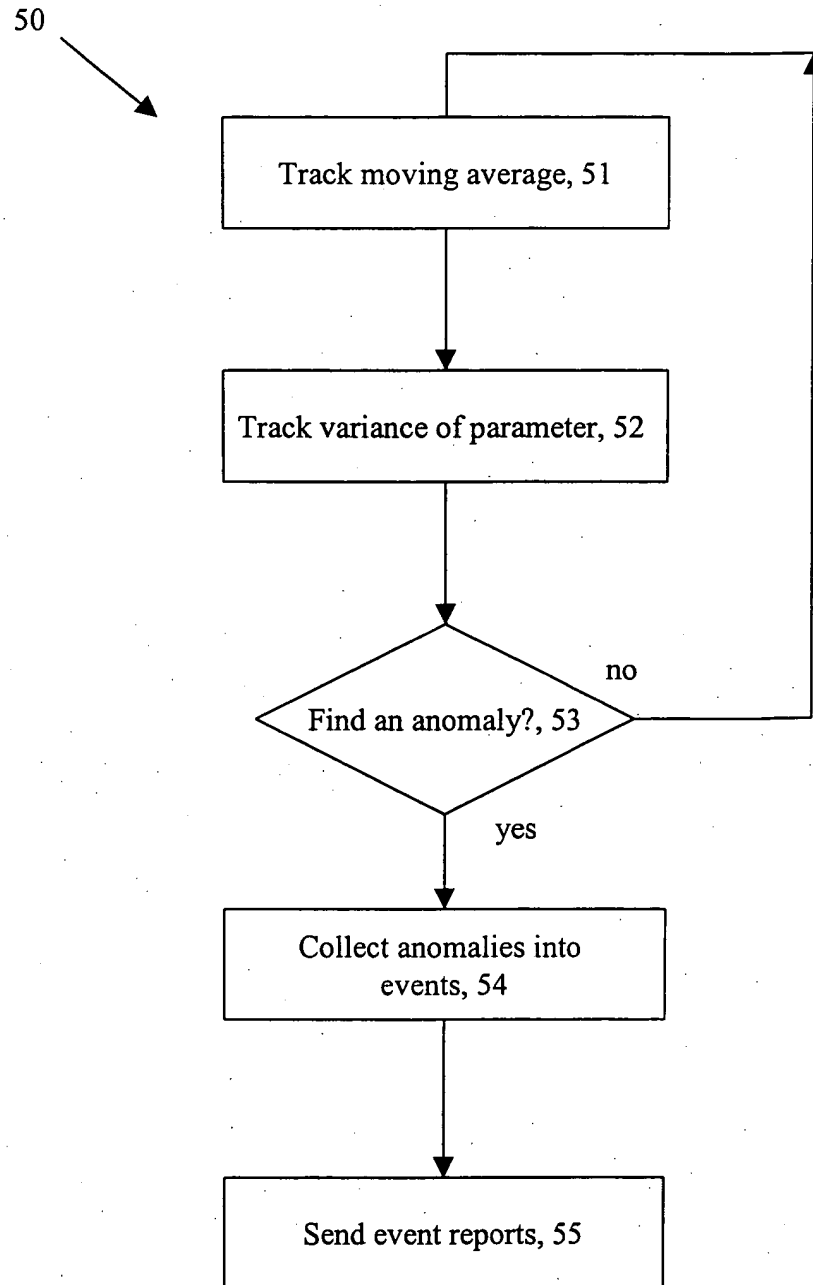 50
Track moving average, 51
Track variance of parameter, 52
no
Find an anomaly?, 53
yes
Collect anomalies into
events, 54
Send event reports, 55